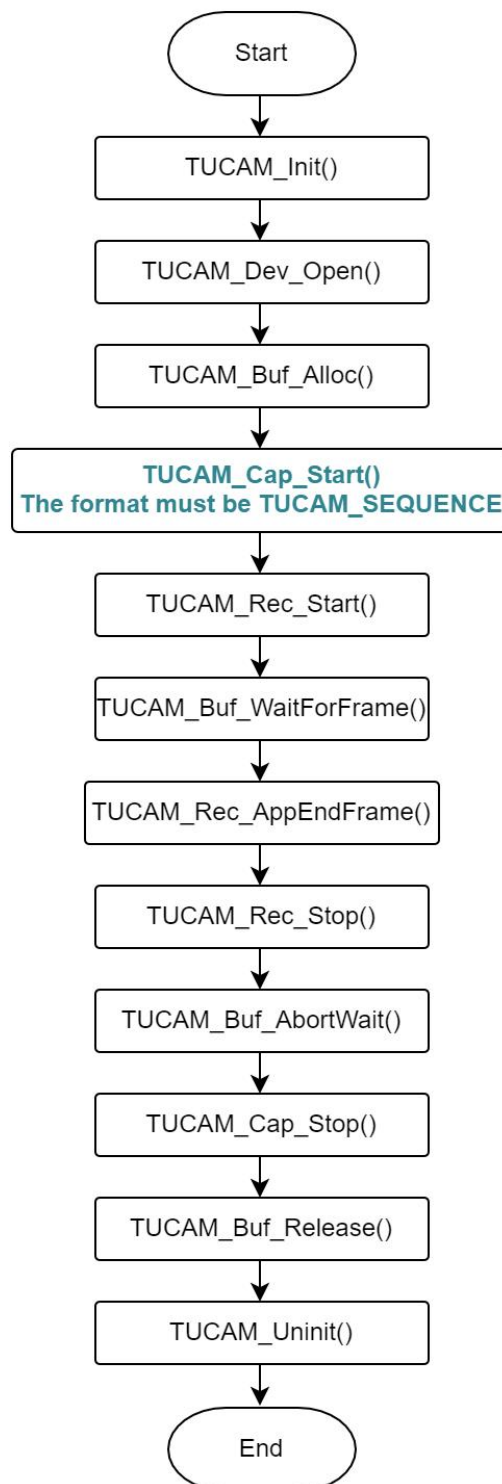 Start
TUCAM_Init()
TUCAM_Dev_Open()
TUCAM_Buf_Alloc()
TUCAM_Cap_Start()
The format must be TUCAM_SEQUENCE
TUCAM_Rec_Start()
TUCAM_Buf_WaitForFrame()
TUCAM_Rec_AppEndFrame()
TUCAM_Rec_Stop()
TUCAM_Buf_AbortWait()
TUCAM_Cap_Stop()
TUCAM_Buf_Release()
TUCAM_Uninit()
End